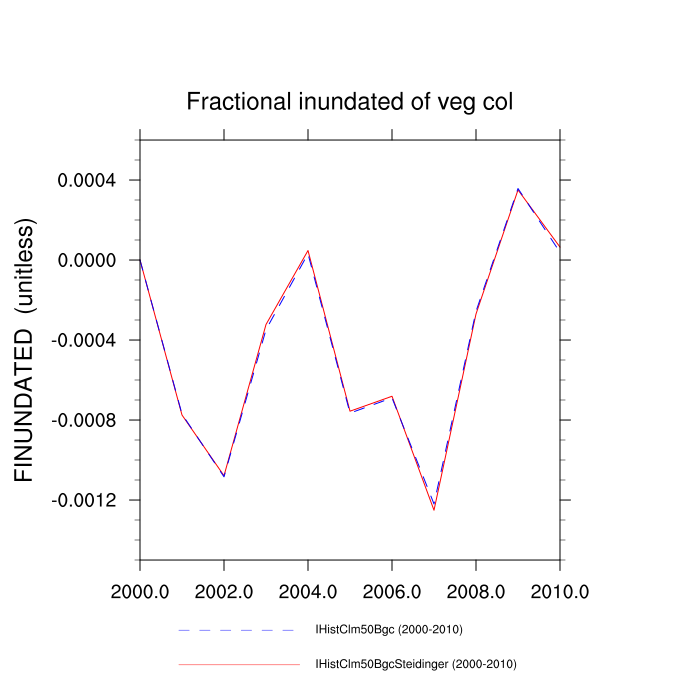 Fractional inundated of veg col
FINUNDATED (unitless)
0.0004
0.0000
-0.0004
-0.0008
-0.0012
2000.0 2002.0 2004.0 2006.0 2008.0 2010.0
IHistClm50Bgc (2000-2010)
IHistClm50BgcSteidinger (2000-2010)